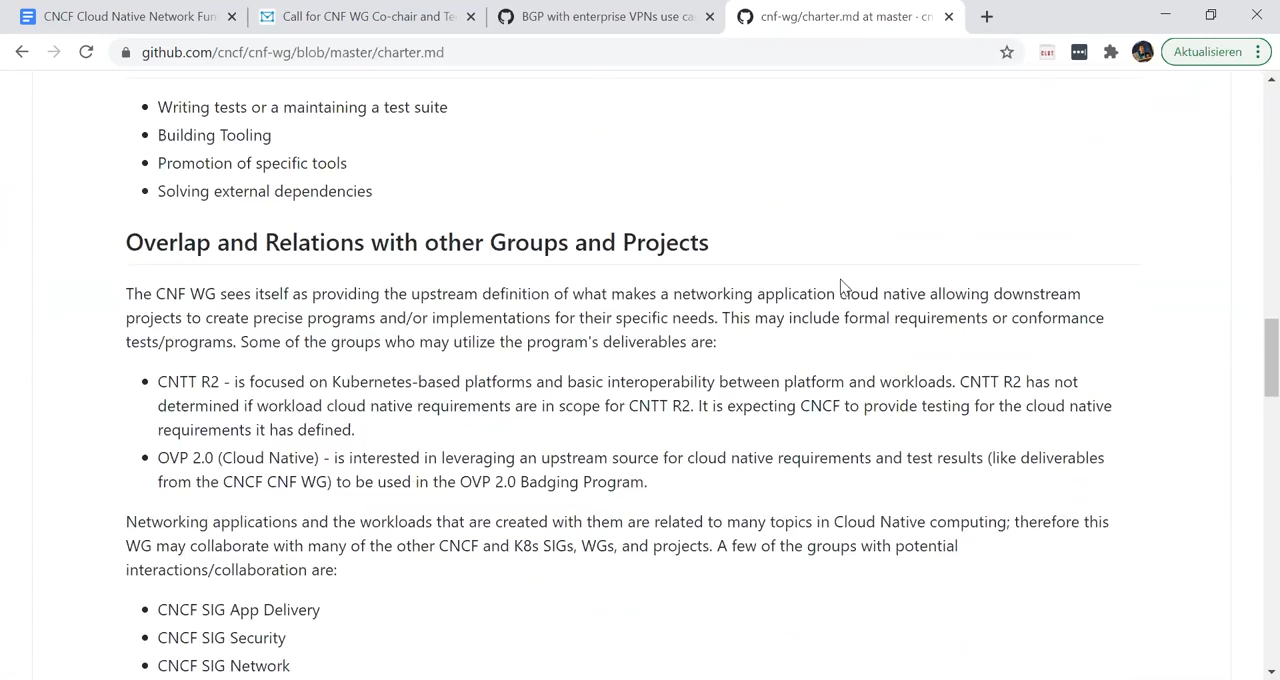 CNCF Cloud Native Network Fun
Call for CNF WG Co-chair and Te
BGP with enterprise VPNs use ca
cnf-wg/charter.md at master · cn
github.com/cncf/cnf-wg/blob/master/charter.md
Aktualisieren
Writing tests or a maintaining a test suite
Building Tooling
Promotion of specific tools
Solving external dependencies
Overlap and Relations with other Groups and Projects
The CNF WG sees itself as providing the upstream definition of what makes a networking application cloud native allowing downstream
projects to create precise programs and/or implementations for their specific needs. This may include formal requirements or conformance
tests/programs. Some of the groups who may utilize the program's deliverables are:
CNTT R2 - is focused on Kubernetes-based platforms and basic interoperability between platform and workloads. CNTT R2 has not
determined if workload cloud native requirements are in scope for CNTT R2. It is expecting CNCF to provide testing for the cloud native
requirements it has defined.
OVP 2.0 (Cloud Native) - is interested in leveraging an upstream source for cloud native requirements and test results (like deliverables
from the CNCF CNF WG) to be used in the OVP 2.0 Badging Program.
Networking applications and the workloads that are created with them are related to many topics in Cloud Native computing; therefore this
WG may collaborate with many of the other CNCF and K8s SIGs, WGs, and projects. A few of the groups with potential
interactions/collaboration are:
CNCF SIG App Delivery
CNCF SIG Security
CNCF SIG Network